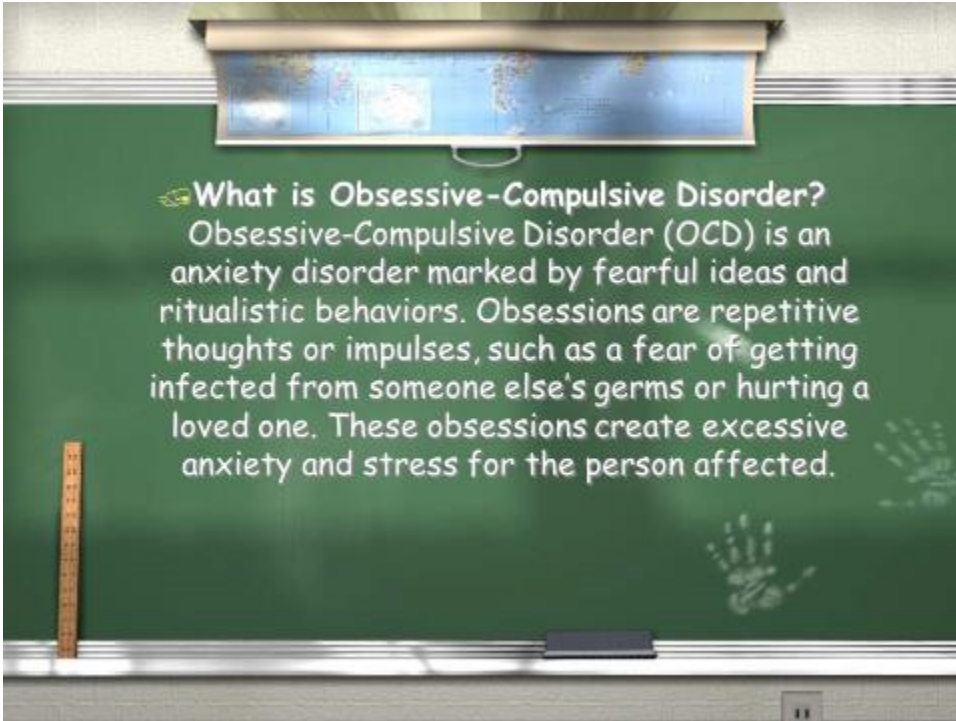 What is Obsessive-Compulsive Disorder?
Obsessive-Compulsive Disorder (OCD) is an
anxiety disorder marked by fearful ideas and
ritualistic behaviors. Obsessions are repetitive
thoughts or impulses, such as a fear of getting
infected from someone else's germs or hurting a
loved one. These obsessions create excessive
anxiety and stress for the person affected.